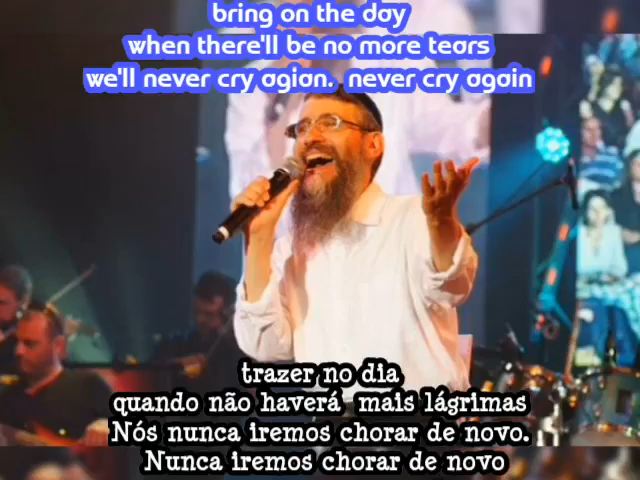 bring on the day
when there'll be no more tears
we'll never cry agian. never cry again
trazer no dia
quando não haverá mais lágrimas
Nós nunca iremos chorar de novo.
Nunca iremos chorar de novo